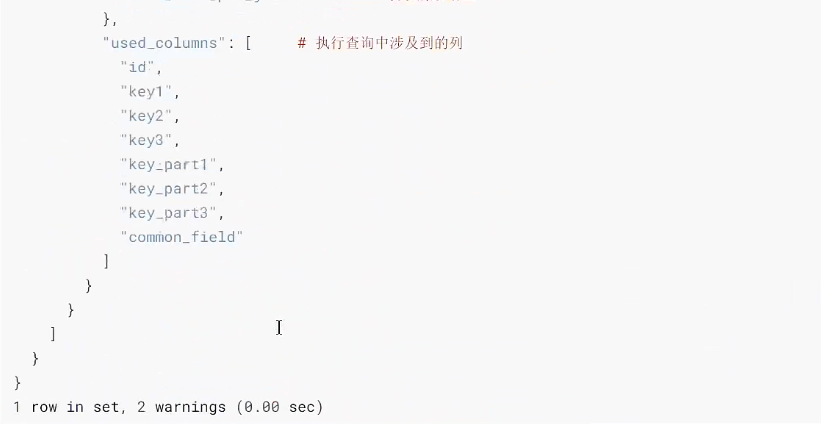 },
"used_columns": [ # 执行查询中涉及到的列
"id",
"key1",
"key2",
"key3",
"key_part1",
"key_part2",
"key_part3",
"common_field"
]
}
}
]
}
}
1 row in set, 2 warnings (0.00 sec)